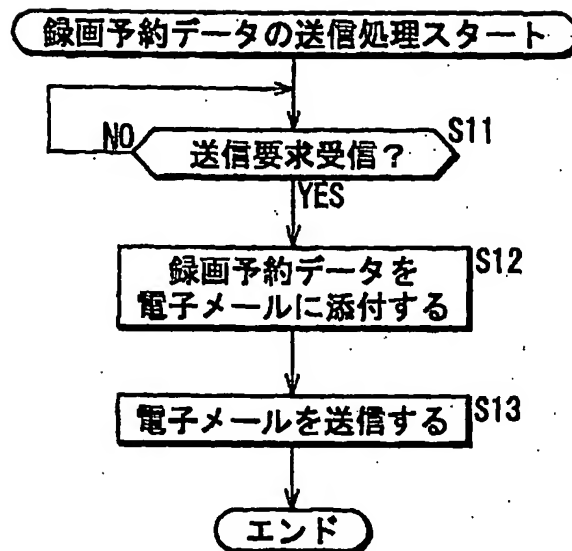 録画予約データの送信処理スタート
NO
送信要求受信?
S11
YES
録画予約データを
電子メールに添付する
S12
電子メールを送信する
S13
エンド